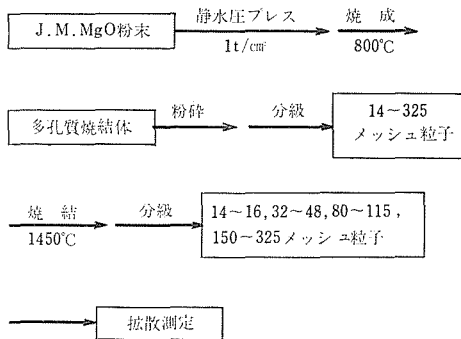 J.M.MgO粉末
静水圧プレス
1t/cm²
焼成
800℃
多孔質焼結体
粉砕
分級
14~325
メッシュ粒子
焼結
1450℃
分級
14~16,32~48,80~115,
150~325メッシュ粒子
拡散測定